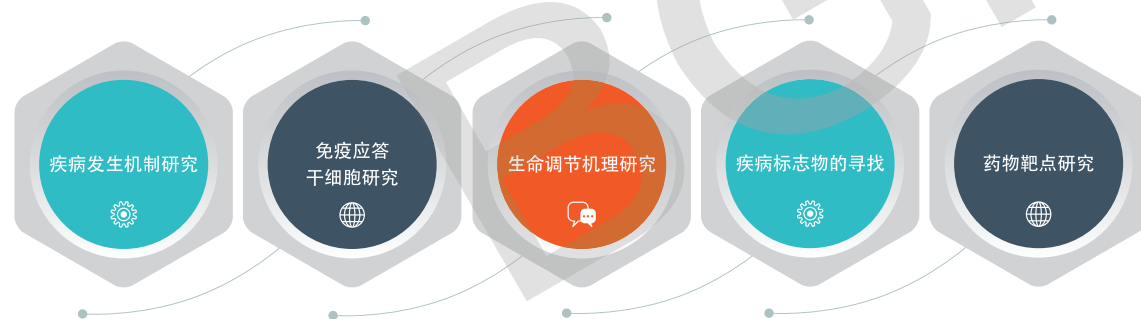 疾病发生机制研究
免疫应答
干细胞研究
生命调节机理研究
疾病标志物的寻找
药物靶点研究